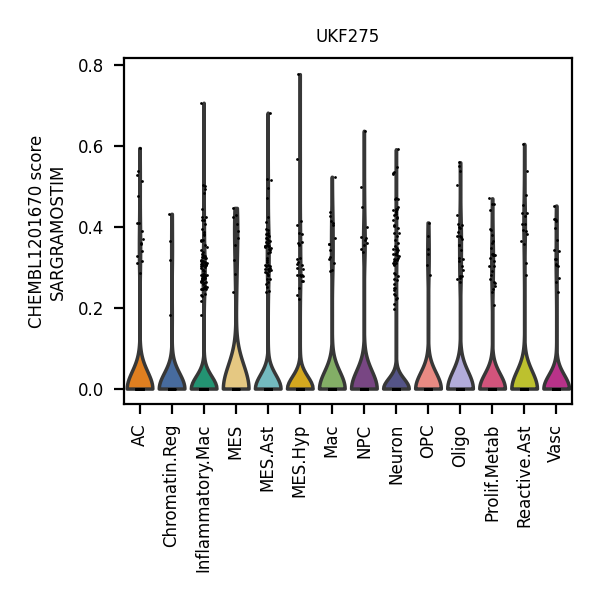 UKF275
CHEMBL1201670 score
SARGRAMOSTIM
0.8
0.6
0.4
0.2
0.0
AC
Chromatin.Reg
Inflammatory.Mac
MES
MES.Ast
MES.Hyp
Mac
NPC
Neuron
OPC
Oligo
Prolif.Metab
Reactive.Ast
Vasc